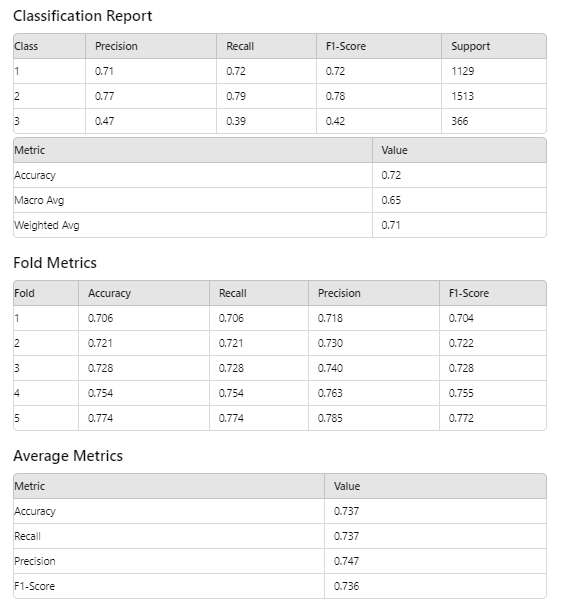 Classification Report
Class Precision Recall F1-Score Support
1 0.71 0.72 0.72 1129
2 0.77 0.79 0.78 1513
3 0.47 0.39 0.42 366
Metric Value
Accuracy 0.72
Macro Avg 0.65
Weighted Avg 0.71
Fold Metrics
Fold Accuracy Recall Precision F1-Score
1 0.706 0.706 0.718 0.704
2 0.721 0.721 0.730 0.722
3 0.728 0.728 0.740 0.728
4 0.754 0.754 0.763 0.755
5 0.774 0.774 0.785 0.772
Average Metrics
Metric Value
Accuracy 0.737
Recall 0.737
Precision 0.747
F1-Score 0.736